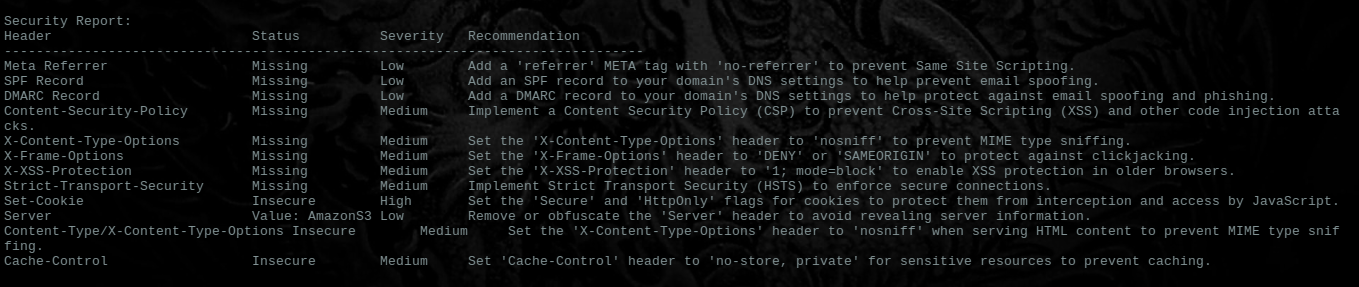 Security Report:
Header Status Severity Recommendation
--------------------------------------------------------------------------------
Meta Referrer Missing Low Add a 'referrer' META tag with 'no-referrer' to prevent Same Site Scripting.
SPF Record Missing Low Add an SPF record to your domain's DNS settings to help prevent email spoofing.
DMARC Record Missing Low Add a DMARC record to your domain's DNS settings to help protect against email spoofing and phishing.
Content-Security-Policy Missing Medium Implement a Content Security Policy (CSP) to prevent Cross-Site Scripting (XSS) and other code injection atta
cks.
X-Content-Type-Options Missing Medium Set the 'X-Content-Type-Options' header to 'nosniff' to prevent MIME type sniffing.
X-Frame-Options Missing Medium Set the 'X-Frame-Options' header to 'DENY' or 'SAMEORIGIN' to protect against clickjacking.
X-XSS-Protection Missing Medium Set the 'X-XSS-Protection' header to '1; mode=block' to enable XSS protection in older browsers.
Strict-Transport-Security Missing Medium Implement Strict Transport Security (HSTS) to enforce secure connections.
Set-Cookie Insecure High Set the 'Secure' and 'HttpOnly' flags for cookies to protect them from interception and access by JavaScript.
Server Value: AmazonS3 Low Remove or obfuscate the 'Server' header to avoid revealing server information.
Content-Type/X-Content-Type-Options Insecure Medium Set the 'X-Content-Type-Options' header to 'nosniff' when serving HTML content to prevent MIME type snif
fing.
Cache-Control Insecure Medium Set 'Cache-Control' header to 'no-store, private' for sensitive resources to prevent caching.